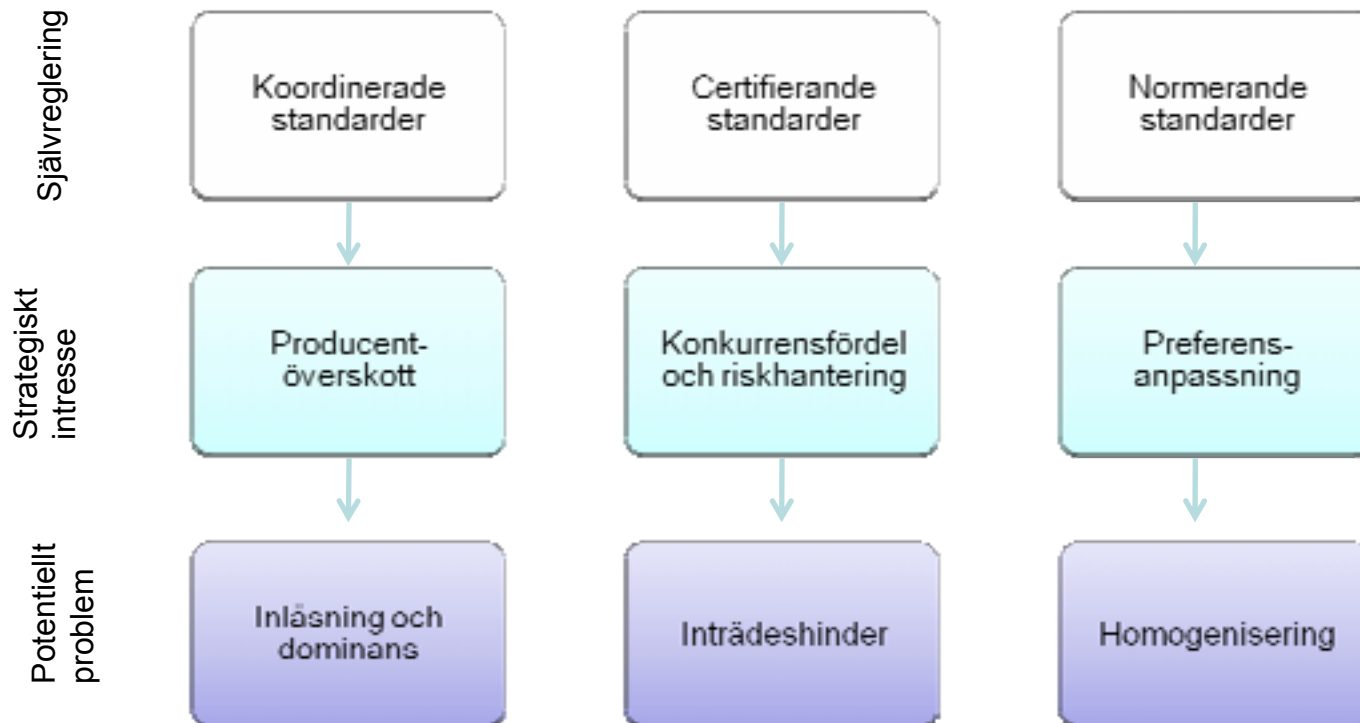 Självreglering
Koordinerade
standarder
Certifierande
standarder
Normerande
standarder
Strategiskt
intresse
Producent-
överskott
Konkurrensfördel
och riskhantering
Preferens-
anpassning
Potentiellt
problem
Inlåsning och
dominans
Inträdeshinder
Homogenisering